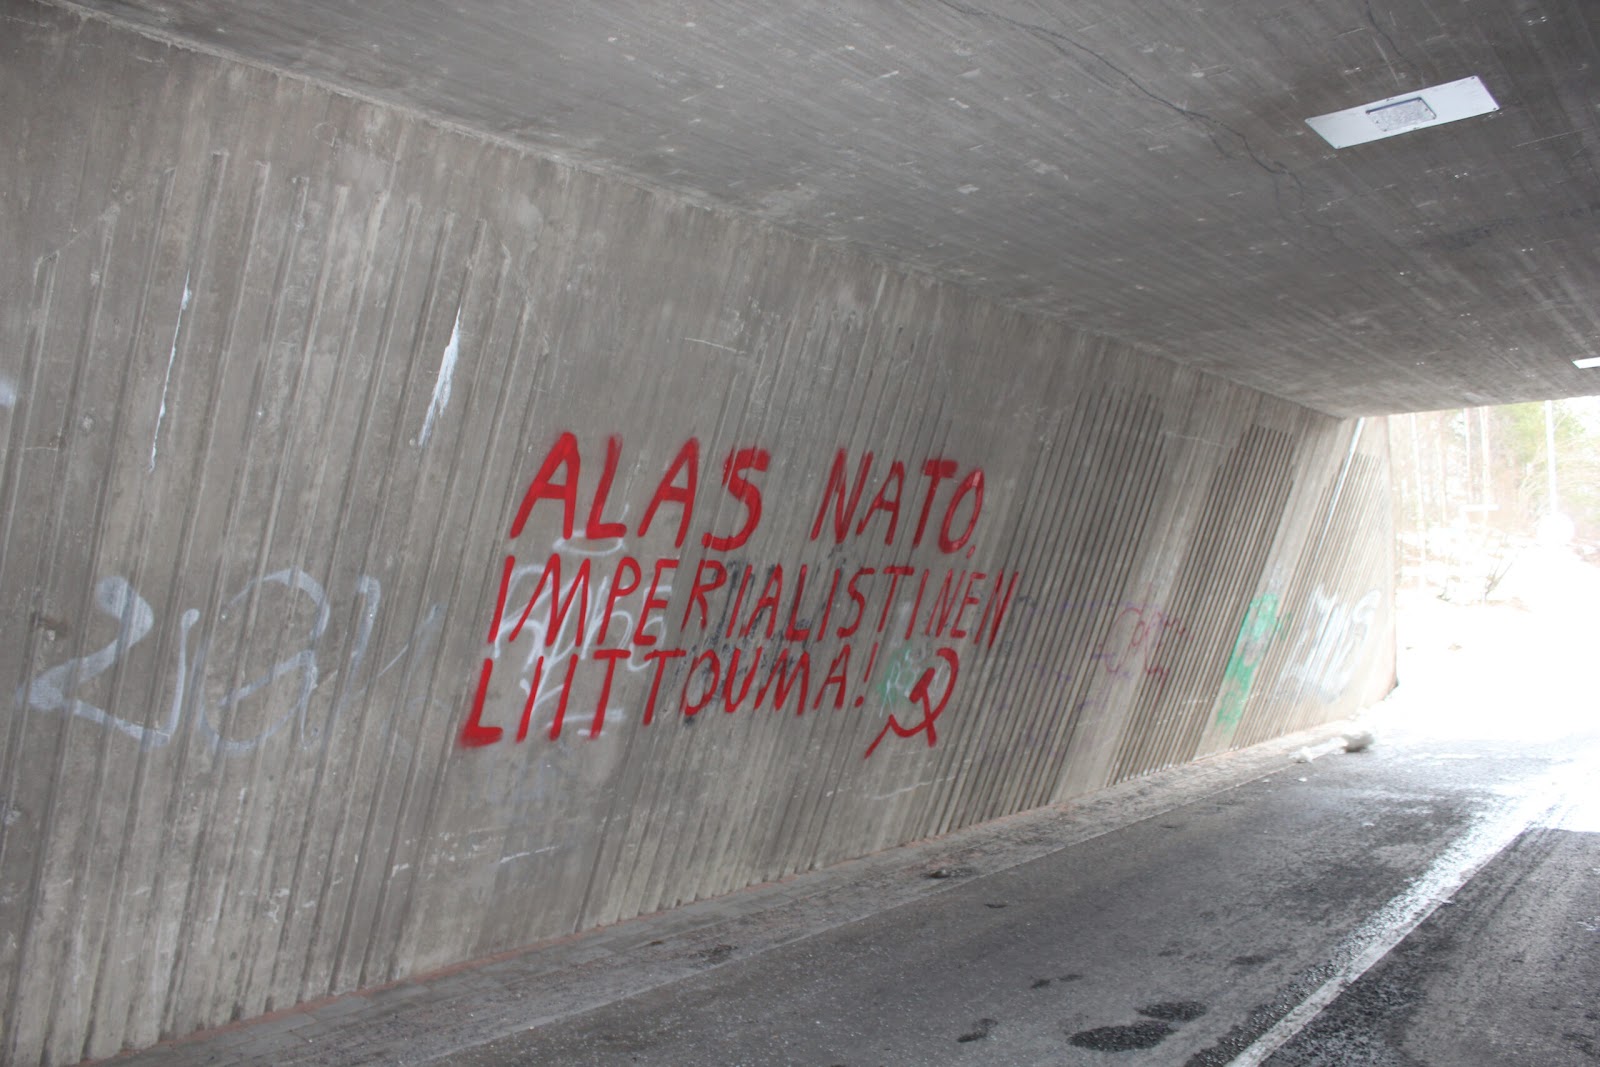 ALAS NATO,
IMPERIALISTINEN
LIITTOUMA!